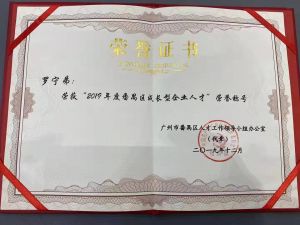 荣誉证书
罗宁弟：
荣获“2019年度番禺区成长型企业人才”荣誉称号
广州市番禺区人才工作领导小组办公室
（代章）
二〇一九年十二月